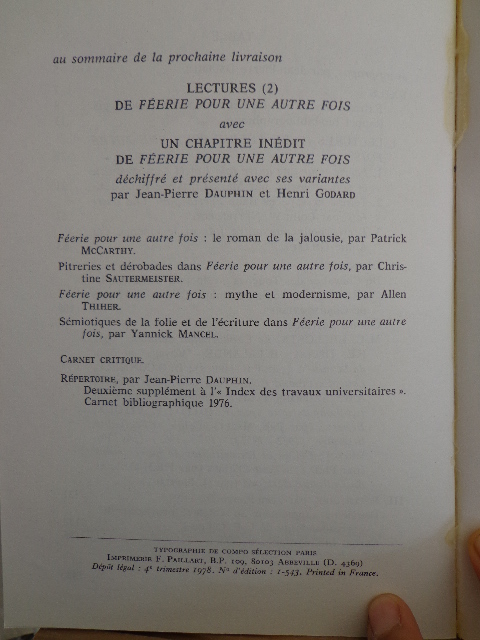 au sommaire de la prochaine livraison
LECTURES (2)
DE FÉERIE POUR UNE AUTRE FOIS
avec
UN CHAPITRE INÉDIT
DE FÉERIE POUR UNE AUTRE FOIS
déchiffré et présenté avec ses variantes
par Jean-Pierre DAUPHIN et Henri GODARD
Féerie pour une autre fois : le roman de la jalousie, par Patrick
MCCARTHY.
Pitreries et dérobades dans Féerie pour une autre fois, par Chris-
tine SAUTERMEISTER.
Féerie pour une autre fois : mythe et modernisme, par Allen
THIHER.
Sémiotiques de la folie et de l'écriture dans Féerie pour une autre
fois, par Yannick MANCEL.
CARNET CRITIQUE.
RÉPERTOIRE, par Jean-Pierre DAUPHIN.
Deuxième supplément à l'« Index des travaux universitaires ».
Carnet bibliographique 1976.
TYPOGRAPHIE DE COMPO SÉLECTION PARIS
IMPRIMERIE F. PAILLART, B.P. 109, 80103 ABBEVILLE (D. 4369)
Dépôt légal : 4e trimestre 1978. No d'édition : 1-543. Printed in France.